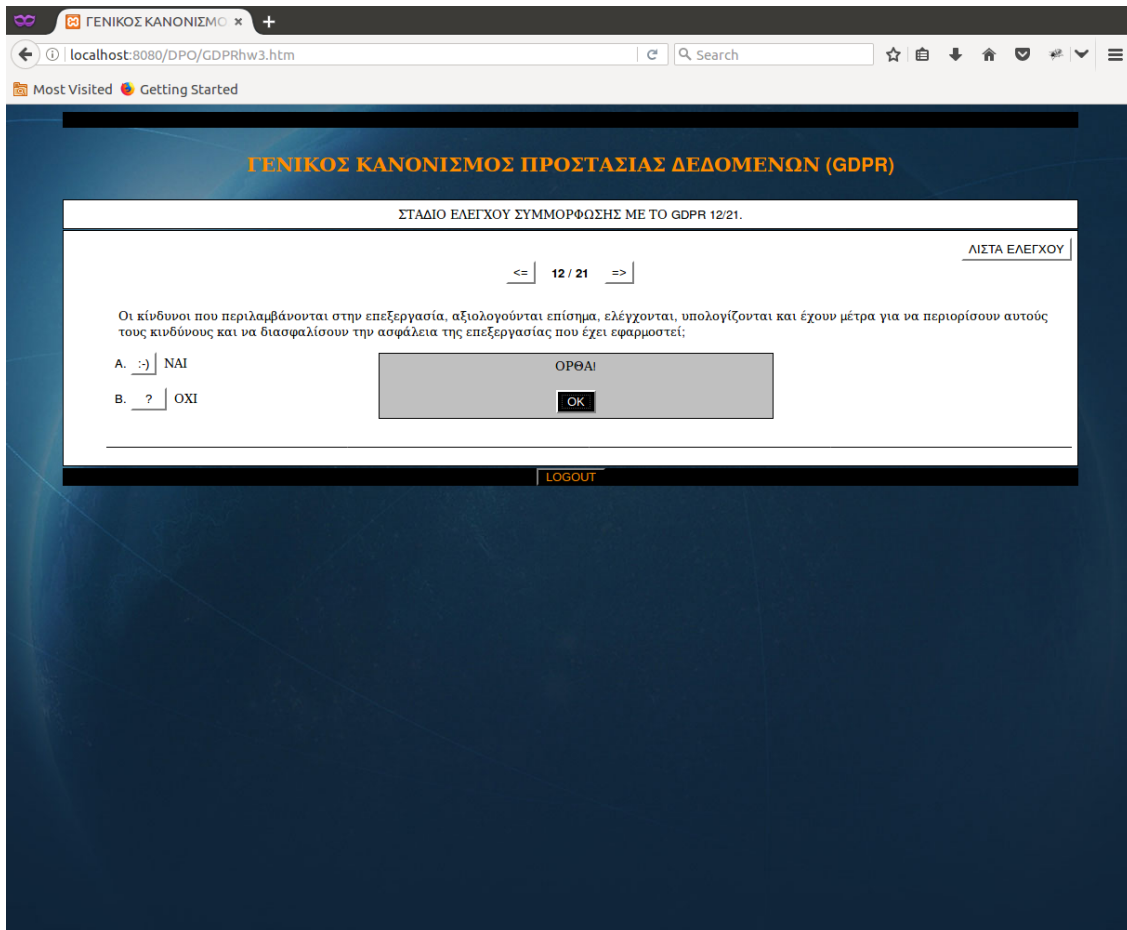 ΓΕΝΙΚΟΣ ΚΑΝΟΝΙΣΜΟ × +
localhost:8080/DPO/GDPRhw3.htm Search
Most Visited Getting Started
ΓΕΝΙΚΟΣ ΚΑΝΟΝΙΣΜΟΣ ΠΡΟΣΤΑΣΙΑΣ ΔΕΔΟΜΕΝΩΝ (GDPR)
ΣΤΑΔΙΟ ΕΛΕΓΧΟΥ ΣΥΜΜΟΡΦΩΣΗΣ ΜΕ ΤΟ GDPR 12/21.
ΛΙΣΤΑ ΕΛΕΓΧΟΥ
<= 12 / 21 =>
Οι κίνδυνοι που περιλαμβάνονται στην επεξεργασία, αξιολογούνται επίσημα, ελέγχονται, υπολογίζονται και έχουν μέτρα για να περιορίσουν αυτούς
τους κινδύνους και να διασφαλίσουν την ασφάλεια της επεξεργασίας που έχει εφαρμοστεί;
A. :-) ΝΑΙ
B. ? ΟΧΙ
ΟΡΘΑ!
OK
LOGOUT